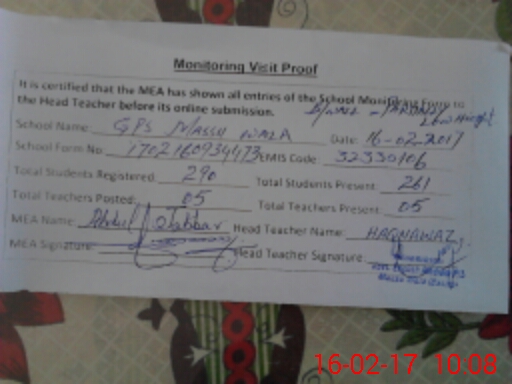 Monitoring Visit Proof
It is certified that the MEA has shown all entries of the School Monitoring Form to
the Head Teacher before its online submission.
School Name: GPS MASSU WALA Date: 16-02-2017
School Form No. EMIS Code: 32330106
Total Students Registered: 290 Total Students Present: 261
Total Teachers Posted: 05 Total Teachers Present: 05
MEA Name: Abdul Jabbar Head Teacher Name: HAQNAWAZ
MEA Signature: Head Teacher Signature:
16-02-17 10:08